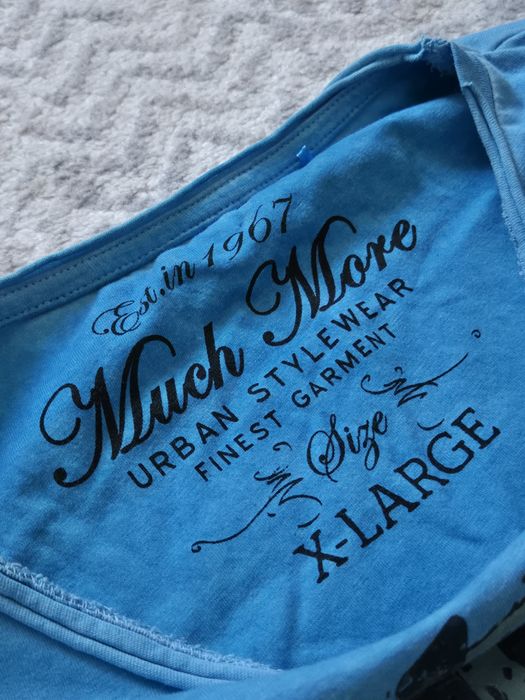 Est. in 1967
Much More
URBAN STYLEWEAR
FINEST GARMENT
Size
X-LARGE